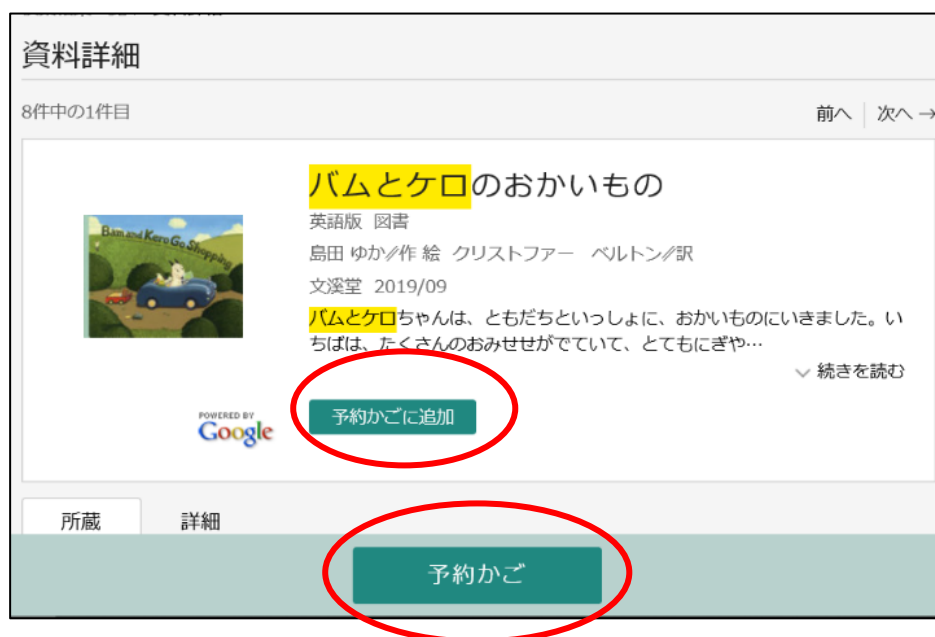 資料詳細
8件中の1件目
前へ 次へ →
バムとケロのおかいもの
英語版 図書
島田 ゆか∥作 絵 クリストファー ベルトン∥訳
文溪堂 2019/09
バムとケロちゃんは、ともだちといっしょに、おかいものにいきました。い
ちばは、たくさんのおみせせがでていて、とてもにぎや…
続きを読む
Bam and Kero Go Shopping
予約かごに追加
POWERED BY
Google
所蔵 詳細
予約かご